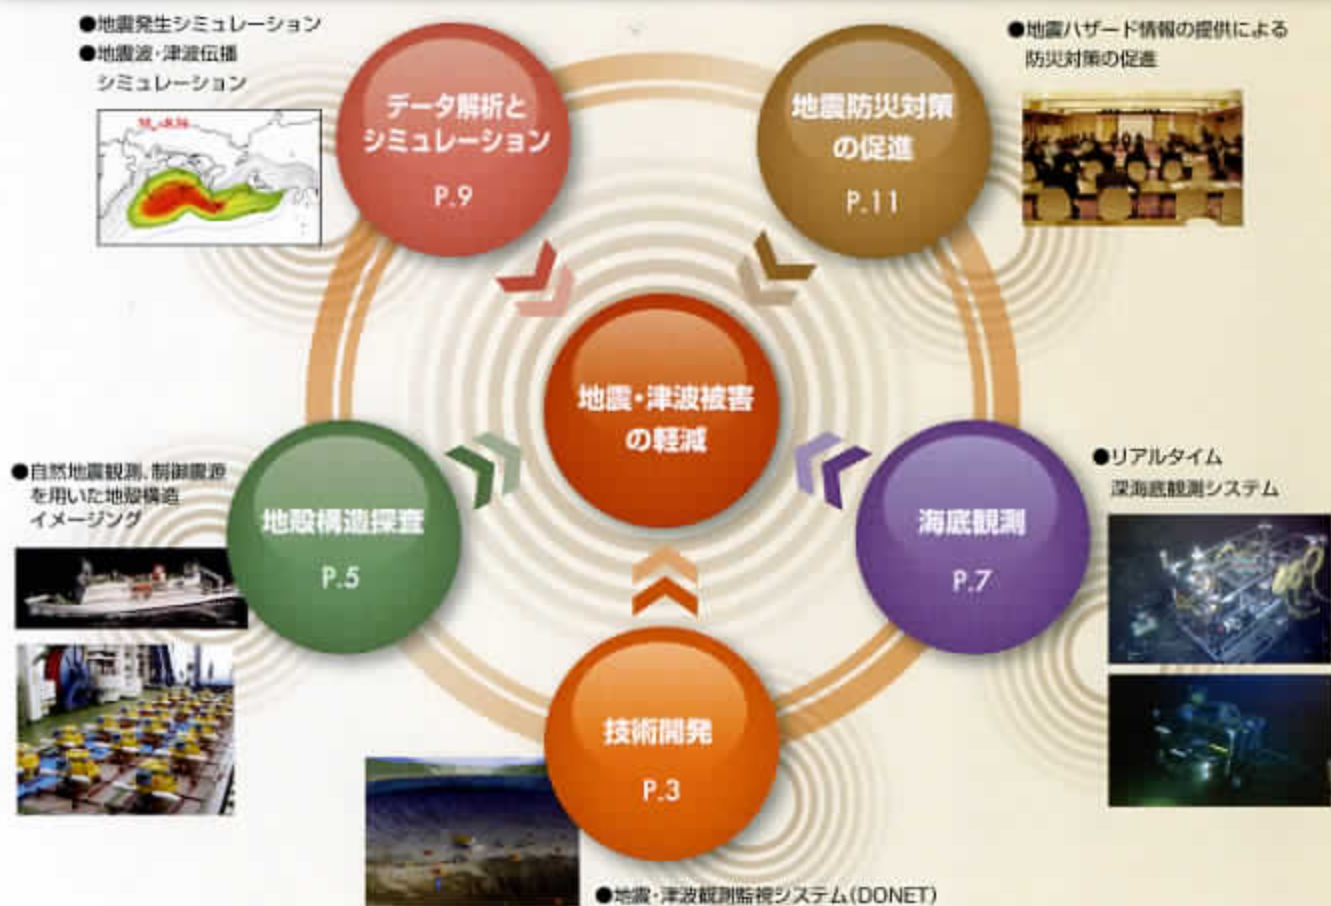 ●地震発生シミュレーション
●地震波・津波伝播
シミュレーション
データ解析と
シミュレーション
P.9
地震防災対策
の促進
P.11
●地震ハザード情報の提供による
防災対策の促進
地震・津波被害
の軽減
●自然地震観測、制御震源
を用いた地殻構造
イメージング
地殻構造探査
P.5
海底観測
P.7
●リアルタイム
深海底観測システム
技術開発
P.3
●地震・津波観測監視システム(DONET)